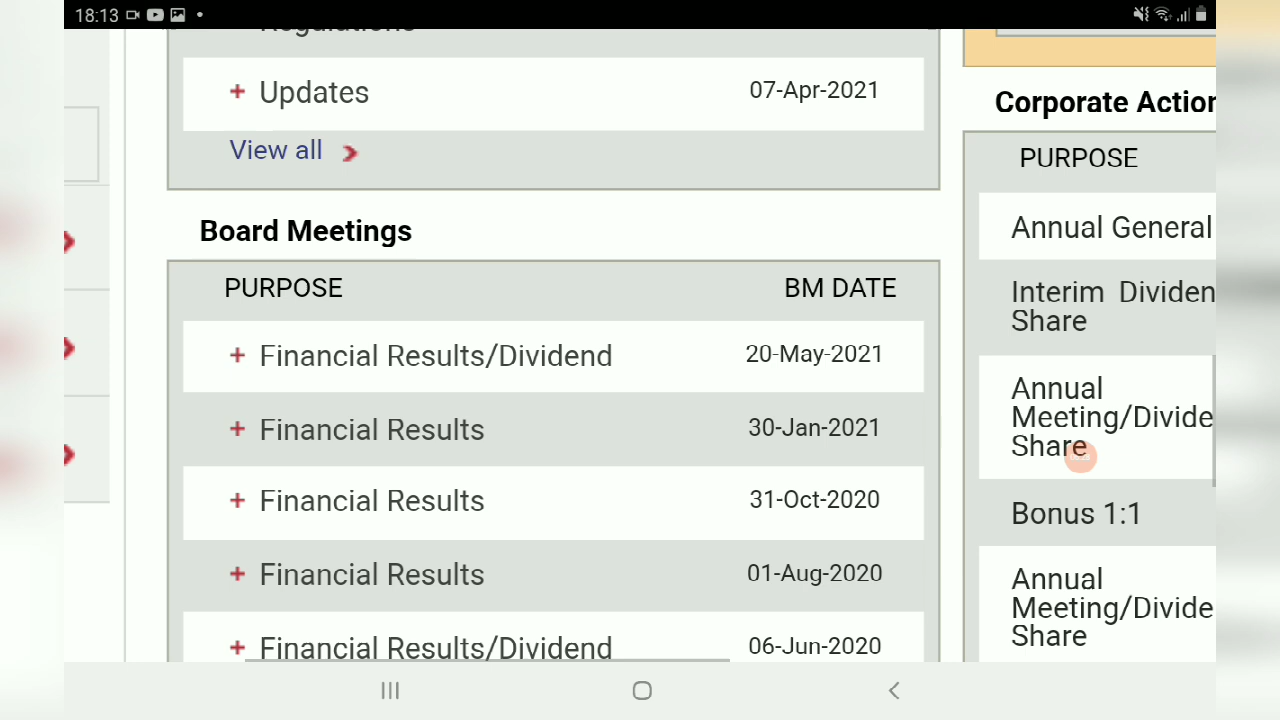 18:13
Regulations
+ Updates 07-Apr-2021
View all
Board Meetings
PURPOSE BM DATE
+ Financial Results/Dividend 20-May-2021
+ Financial Results 30-Jan-2021
+ Financial Results 31-Oct-2020
+ Financial Results 01-Aug-2020
+ Financial Results/Dividend 06-Jun-2020
Corporate Action
PURPOSE
Annual General
Interim Dividen
Share
Annual
Meeting/Divide
Share
Bonus 1:1
Annual
Meeting/Divide
Share